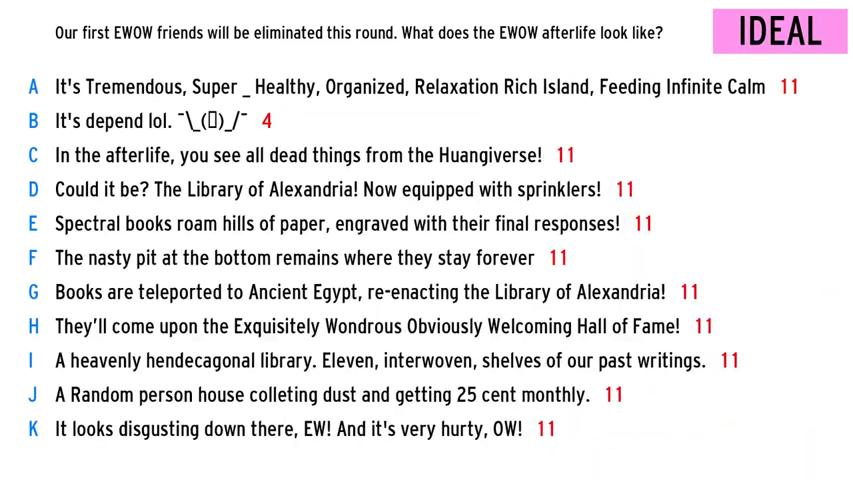 Our first EWOW friends will be eliminated this round. What does the EWOW afterlife look like?
IDEAL
A It's Tremendous, Super _ Healthy, Organized, Relaxation Rich Island, Feeding Infinite Calm 11
B It's depend lol. ¯\_(▯)_/¯ 4
C In the afterlife, you see all dead things from the Huangiverse! 11
D Could it be? The Library of Alexandria! Now equipped with sprinklers! 11
E Spectral books roam hills of paper, engraved with their final responses! 11
F The nasty pit at the bottom remains where they stay forever 11
G Books are teleported to Ancient Egypt, re-enacting the Library of Alexandria! 11
H They’ll come upon the Exquisitely Wondrous Obviously Welcoming Hall of Fame! 11
I A heavenly hendecagonal library. Eleven, interwoven, shelves of our past writings. 11
J A Random person house colleting dust and getting 25 cent monthly. 11
K It looks disgusting down there, EW! And it's very hurty, OW! 11